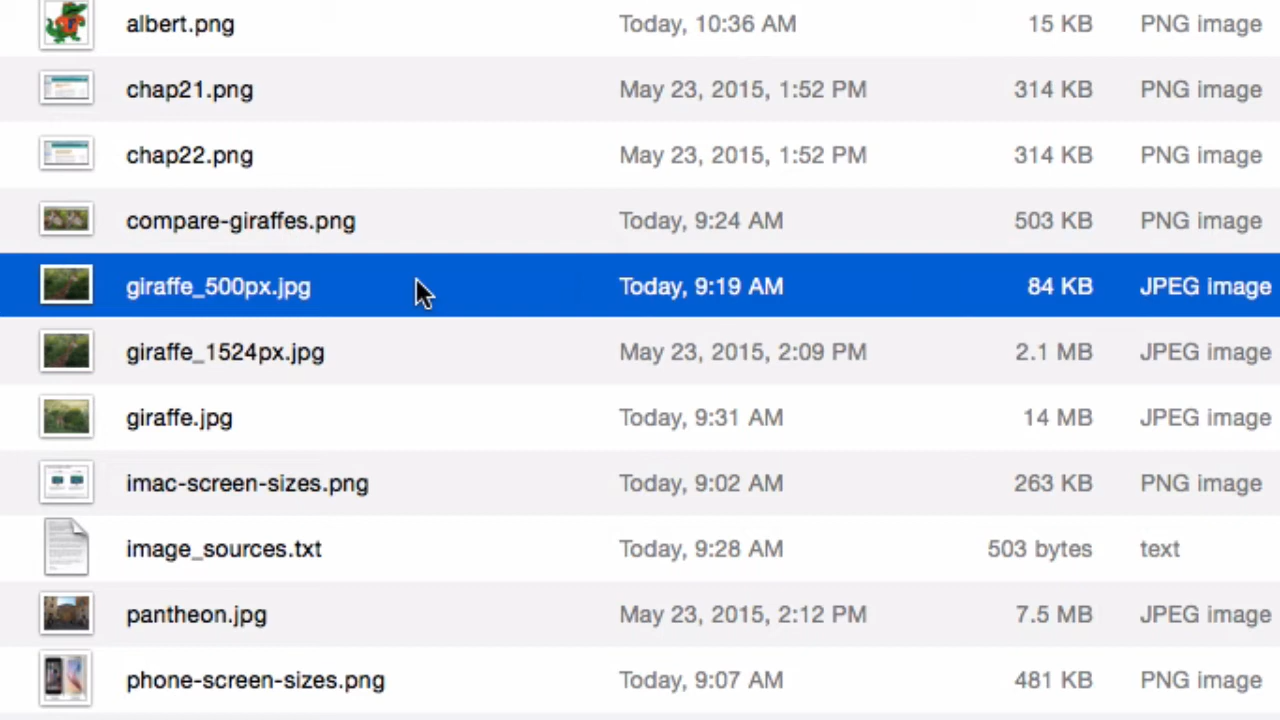 albert.png Today, 10:36 AM 15 KB PNG image
chap21.png May 23, 2015, 1:52 PM 314 KB PNG image
chap22.png May 23, 2015, 1:52 PM 314 KB PNG image
compare-giraffes.png Today, 9:24 AM 503 KB PNG image
giraffe_500px.jpg Today, 9:19 AM 84 KB JPEG image
giraffe_1524px.jpg May 23, 2015, 2:09 PM 2.1 MB JPEG image
giraffe.jpg Today, 9:31 AM 14 MB JPEG image
imac-screen-sizes.png Today, 9:02 AM 263 KB PNG image
image_sources.txt Today, 9:28 AM 503 bytes text
pantheon.jpg May 23, 2015, 2:12 PM 7.5 MB JPEG image
phone-screen-sizes.png Today, 9:07 AM 481 KB PNG image